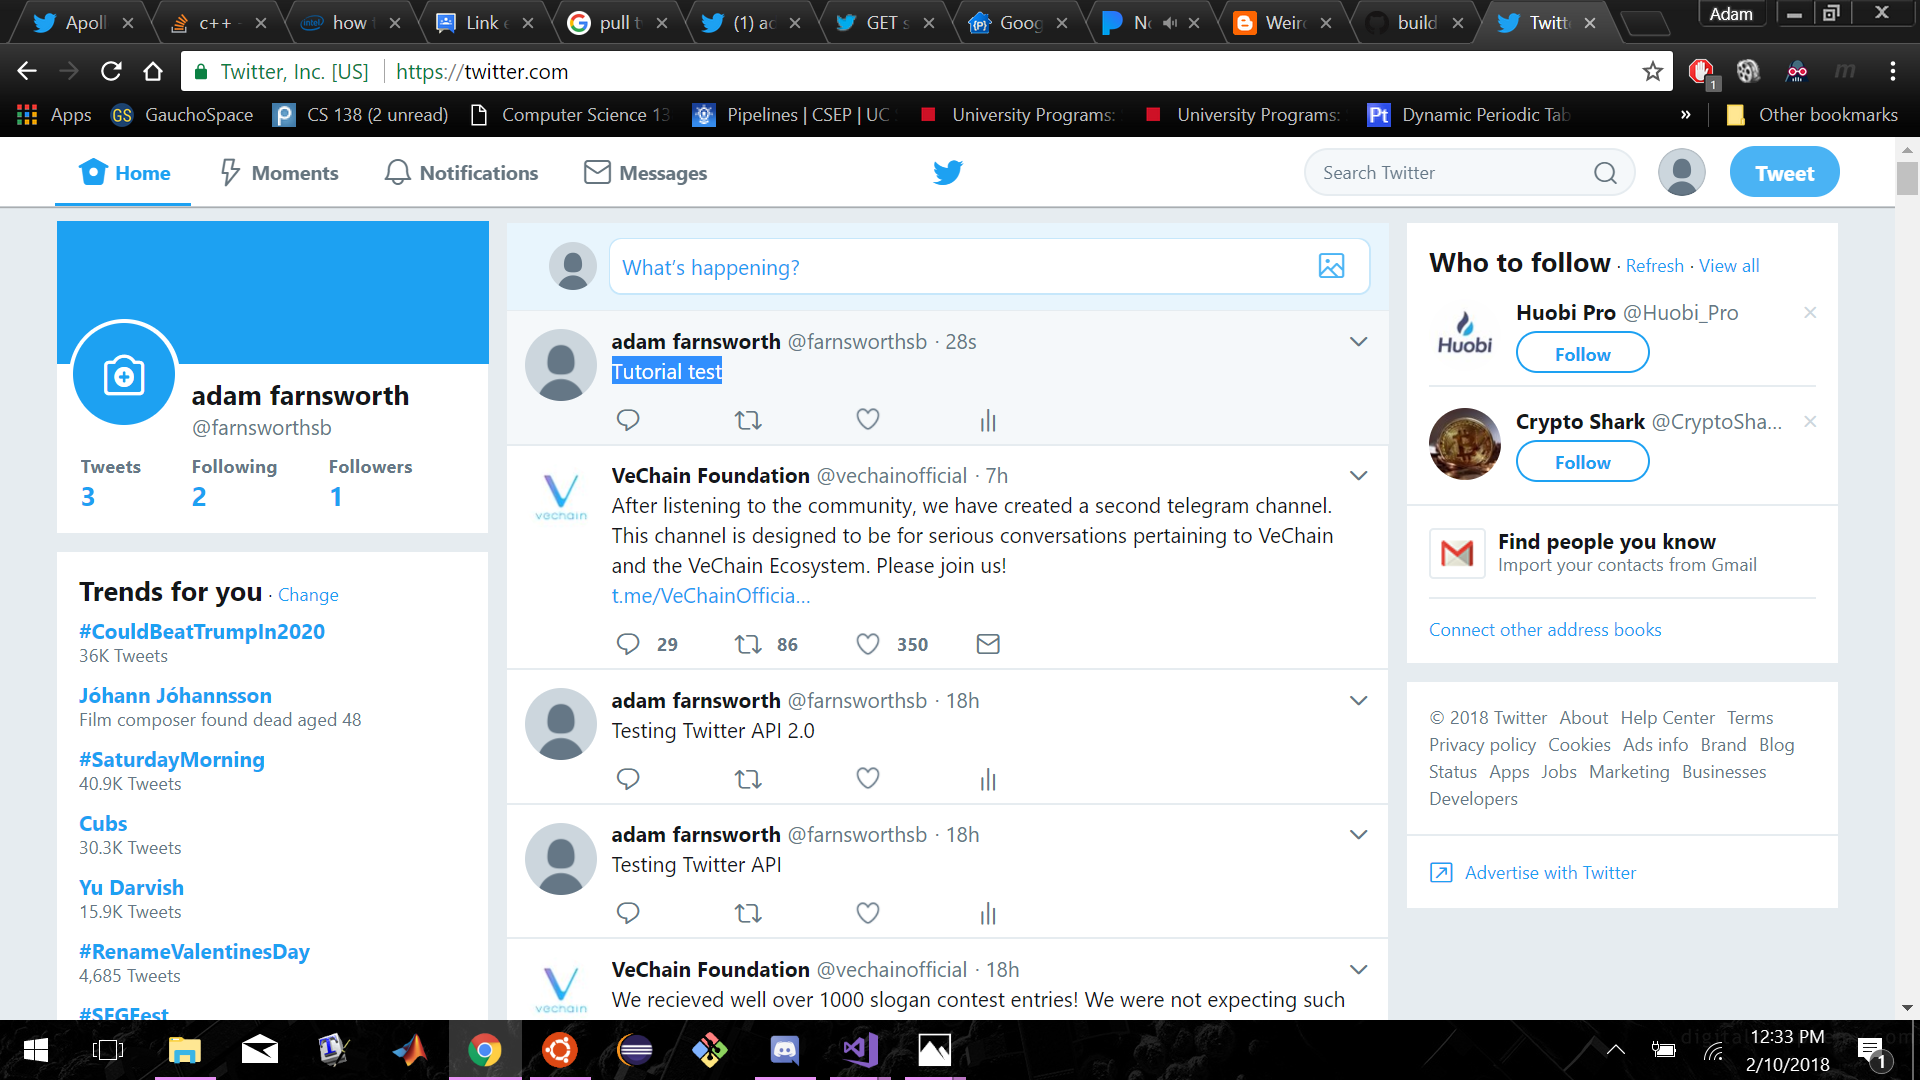 Apoll
c++ -
how t
Link e
pull t
(1) ac
GET s
Goog
No
Weird
build
Twitt
Adam
Twitter, Inc. [US]
https://twitter.com
1
m
Apps
GS GauchoSpace
CS 138 (2 unread)
Computer Science 13
Pipelines | CSEP | UC
University Programs:
University Programs:
Pt Dynamic Periodic Tab
»
Other bookmarks
Home
Moments
Notifications
Messages
Search Twitter
Tweet
adam farnsworth
@farnsworthsb
Tweets Following Followers
3 2 1
Trends for you · Change
#CouldBeatTrumpIn2020
36K Tweets
Jóhann Jóhannsson
Film composer found dead aged 48
#SaturdayMorning
40.9K Tweets
Cubs
30.3K Tweets
Yu Darvish
15.9K Tweets
#RenameValentinesDay
4,685 Tweets
#SFGFest
What's happening?
adam farnsworth @farnsworthsb · 28s
Tutorial test
VeChain Foundation @vechainofficial · 7h
vechain
After listening to the community, we have created a second telegram channel.
This channel is designed to be for serious conversations pertaining to VeChain
and the VeChain Ecosystem. Please join us!
t.me/VeChainOfficia...
29 86 350
adam farnsworth @farnsworthsb · 18h
Testing Twitter API 2.0
adam farnsworth @farnsworthsb · 18h
Testing Twitter API
VeChain Foundation @vechainofficial · 18h
vechain
We recieved well over 1000 slogan contest entries! We were not expecting such
Who to follow · Refresh · View all
Huobi Pro @Huobi_Pro
Huobi
Follow
Crypto Shark @CryptoSha...
Follow
Find people you know
Import your contacts from Gmail
Connect other address books
© 2018 Twitter About Help Center Terms
Privacy policy Cookies Ads info Brand Blog
Status Apps Jobs Marketing Businesses
Developers
Advertise with Twitter
12:33 PM
2/10/2018
1